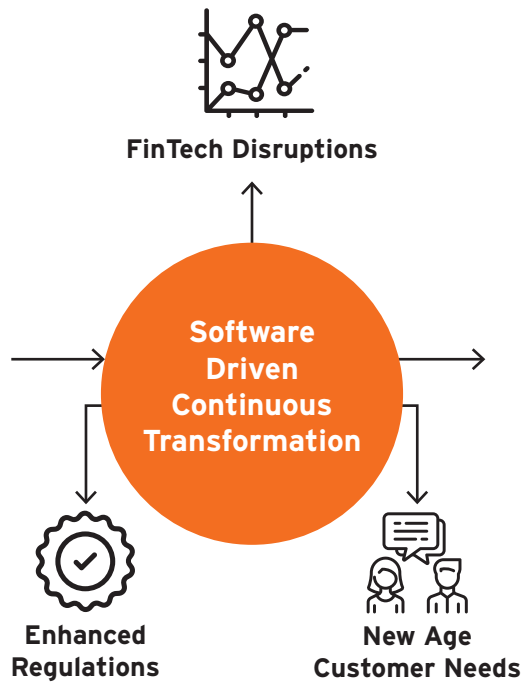 FinTech Disruptions
Software
Driven
Continuous
Transformation
Enhanced
Regulations
New Age
Customer Needs